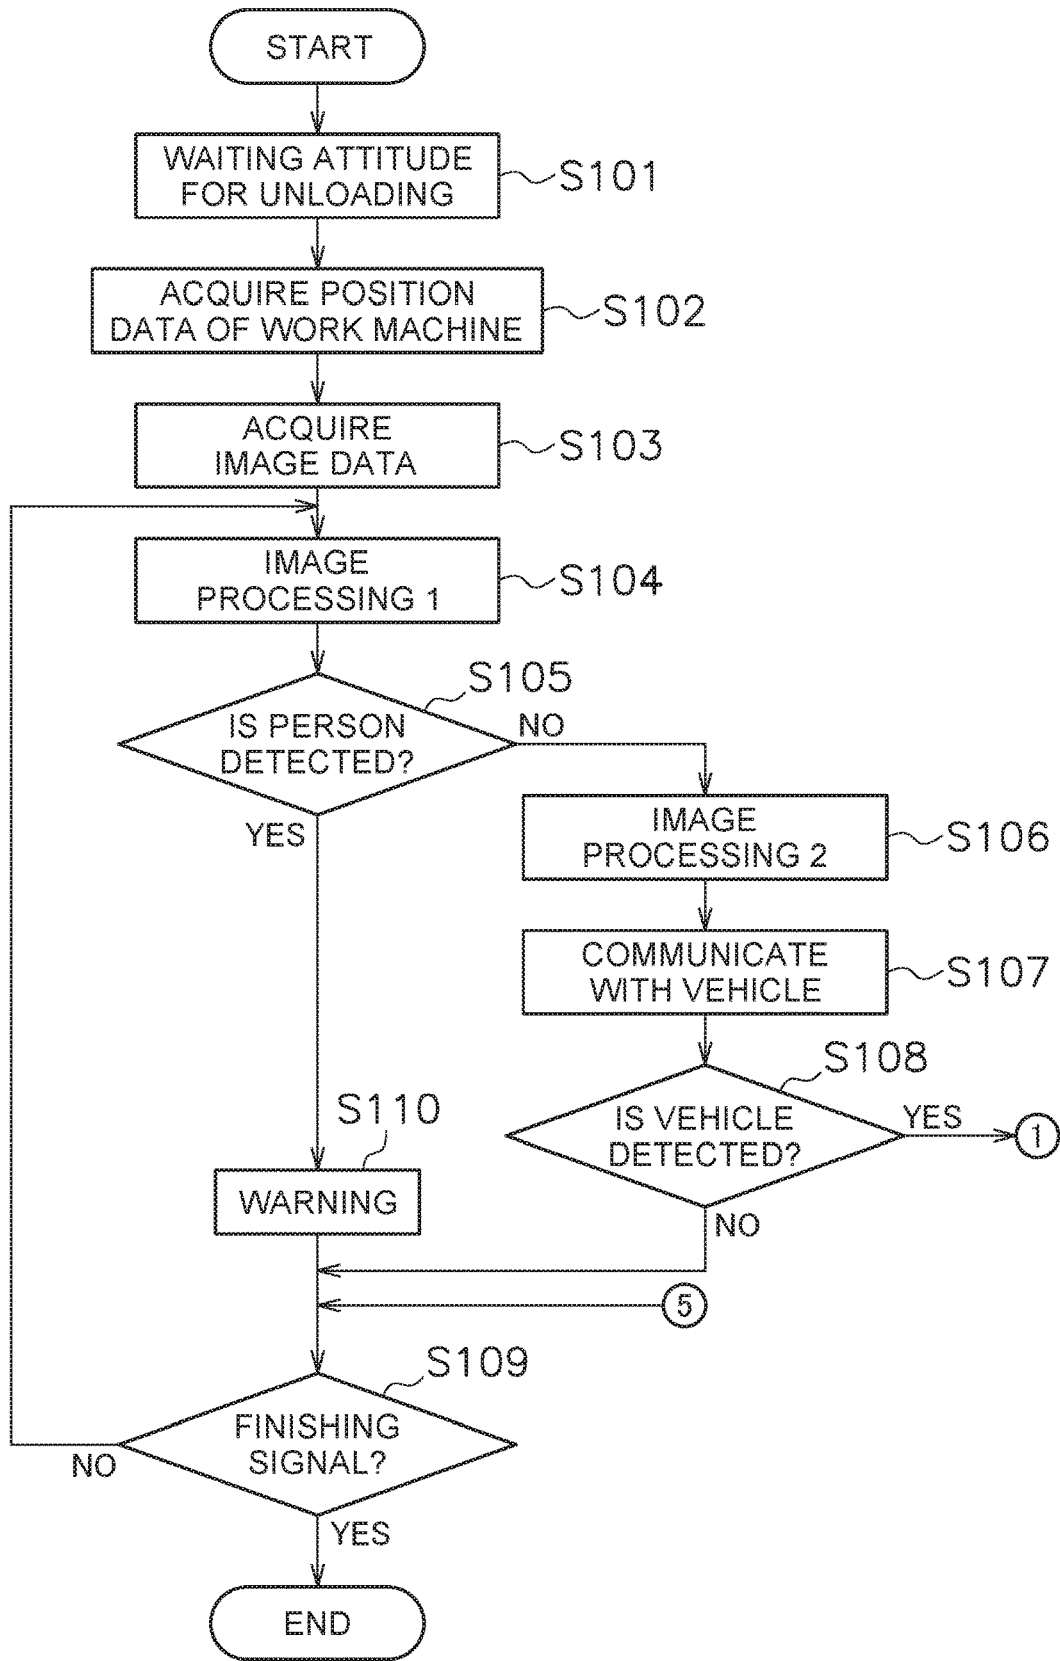 START
WAITING ATTITUDE
FOR UNLOADING
S101
ACQUIRE POSITION
DATA OF WORK MACHINE
S102
ACQUIRE
IMAGE DATA
S103
IMAGE
PROCESSING 1
S104
S105
IS PERSON
DETECTED?
NO
YES
IMAGE
PROCESSING 2
S106
COMMUNICATE
WITH VEHICLE
S107
S108
IS VEHICLE
DETECTED?
YES
1
NO
S110
WARNING
5
S109
FINISHING
SIGNAL?
NO
YES
END